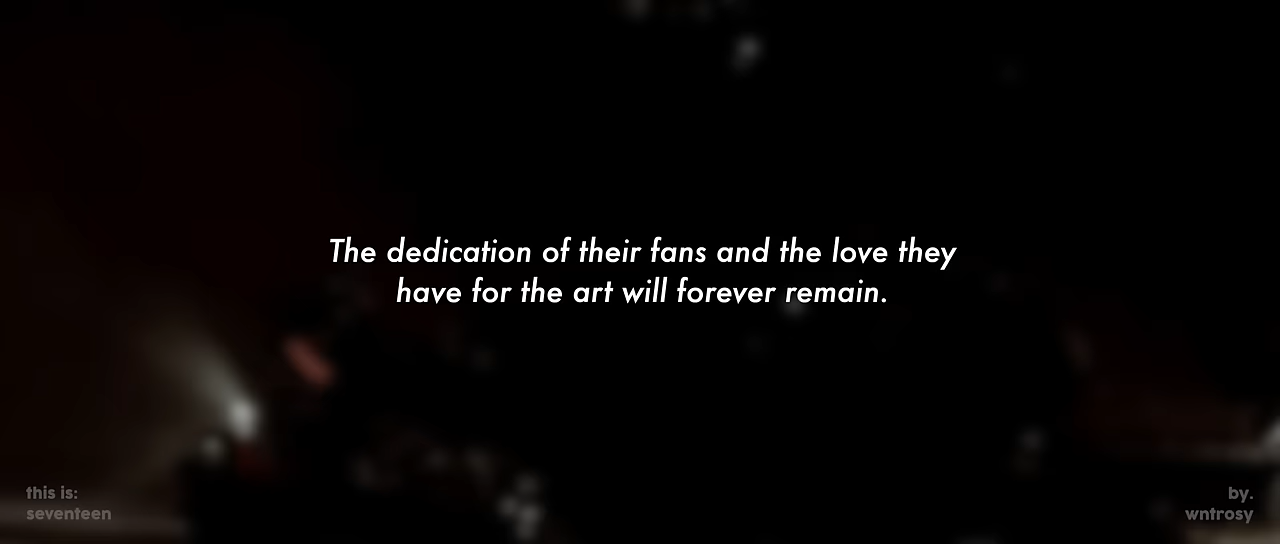 The dedication of their fans and the love they
have for the art will forever remain.
this is:
seventeen
by.
wntrosy